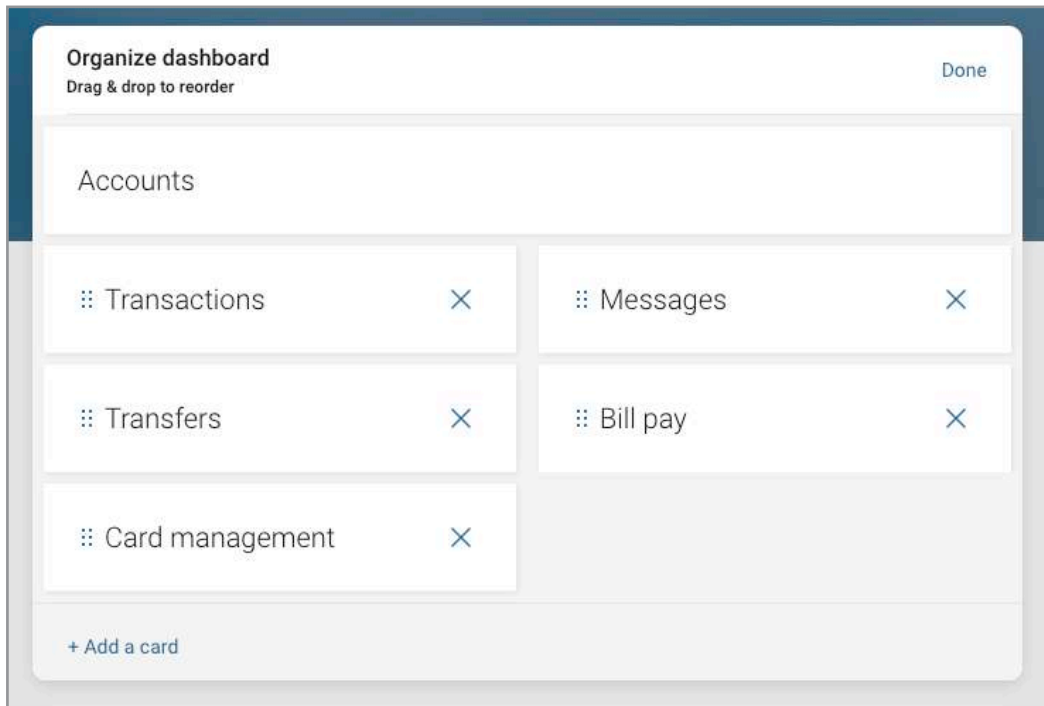 Organize dashboard
Drag & drop to reorder
Done
Accounts
Transactions
Messages
Transfers
Bill pay
Card management
+ Add a card